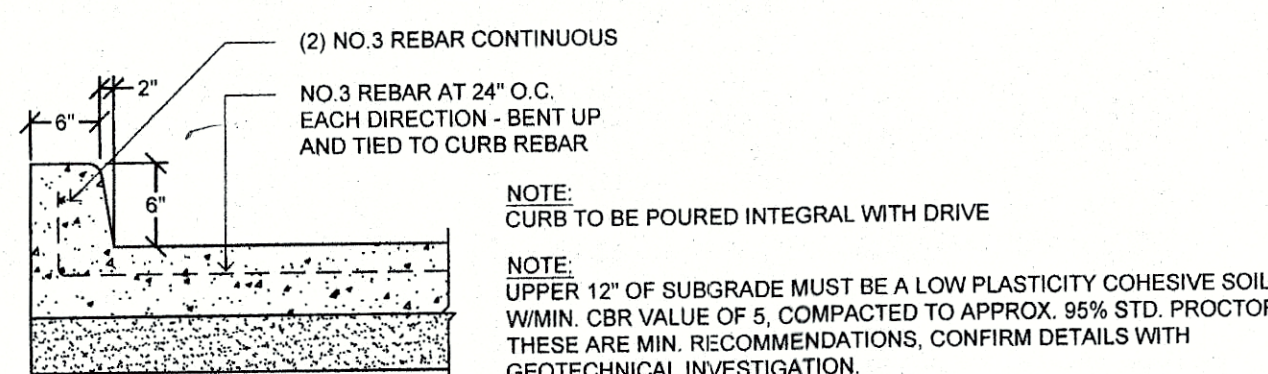 (2) NO.3 REBAR CONTINUOUS
2"
NO.3 REBAR AT 24" O.C.
6"
EACH DIRECTION - BENT UP
AND TIED TO CURB REBAR
6"
NOTE:
CURB TO BE POURED INTEGRAL WITH DRIVE
NOTE:
UPPER 12" OF SUBGRADE MUST BE A LOW PLASTICITY COHESIVE SOIL
W/MIN. CBR VALUE OF 5, COMPACTED TO APPROX. 95% STD. PROCTOR
THESE ARE MIN. RECOMMENDATIONS, CONFIRM DETAILS WITH
GEOTECHNICAL INVESTIGATION.